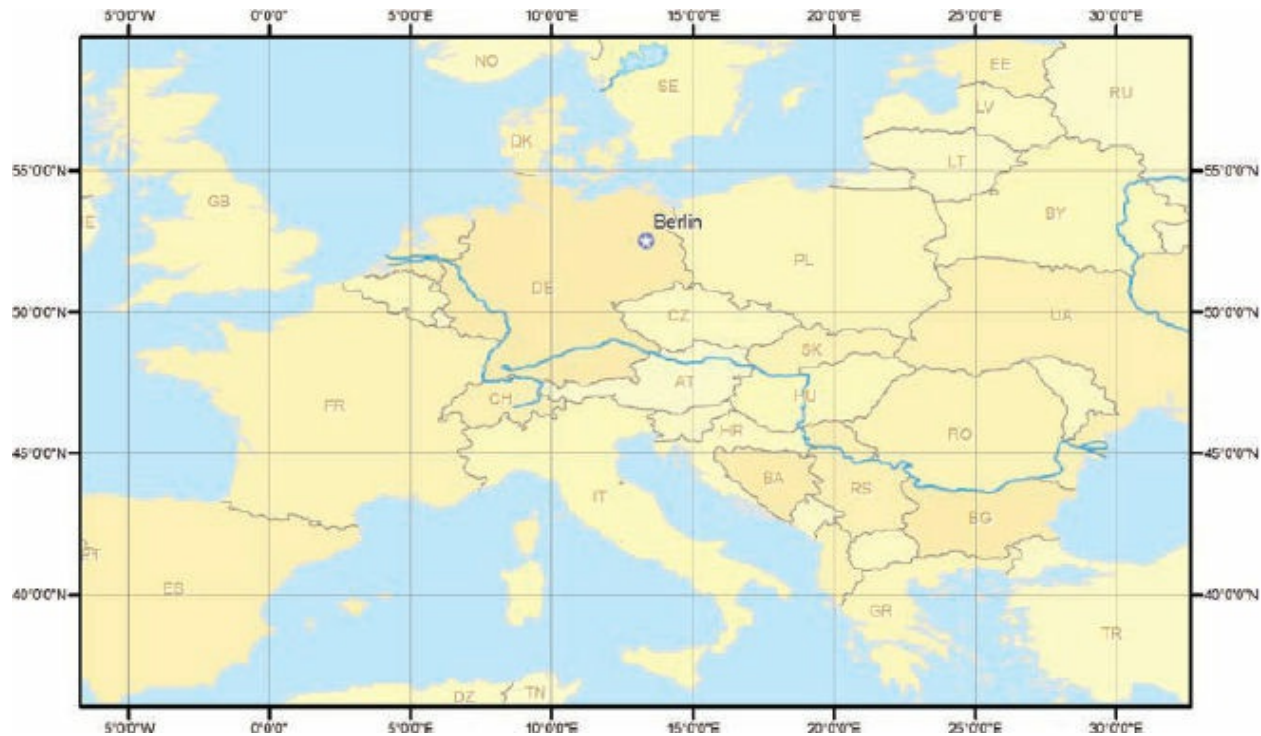 5°0'0"W 0°0'0" 5°0'0"E 10°0'0"E 15°0'0"E 20°0'0"E 25°0'0"E 30°0'0"E
NO
SE
EE
RU
LV
DK
LT
55°0'0"N 55°0'0"N
GB
BY
E
Berlin
PL
DE
50°0'0"N CZ UA 50°0'0"N
SK
AT
CH HU
FR
HR RO
45°0'0"N 45°0'0"N
BA
IT RS
BG
PT
ES
40°0'0"N 40°0'0"N
GR
TR
DZ TN
5°0'0"W 0°0'0" 5°0'0"E 10°0'0"E 15°0'0"E 20°0'0"E 25°0'0"E 30°0'0"E